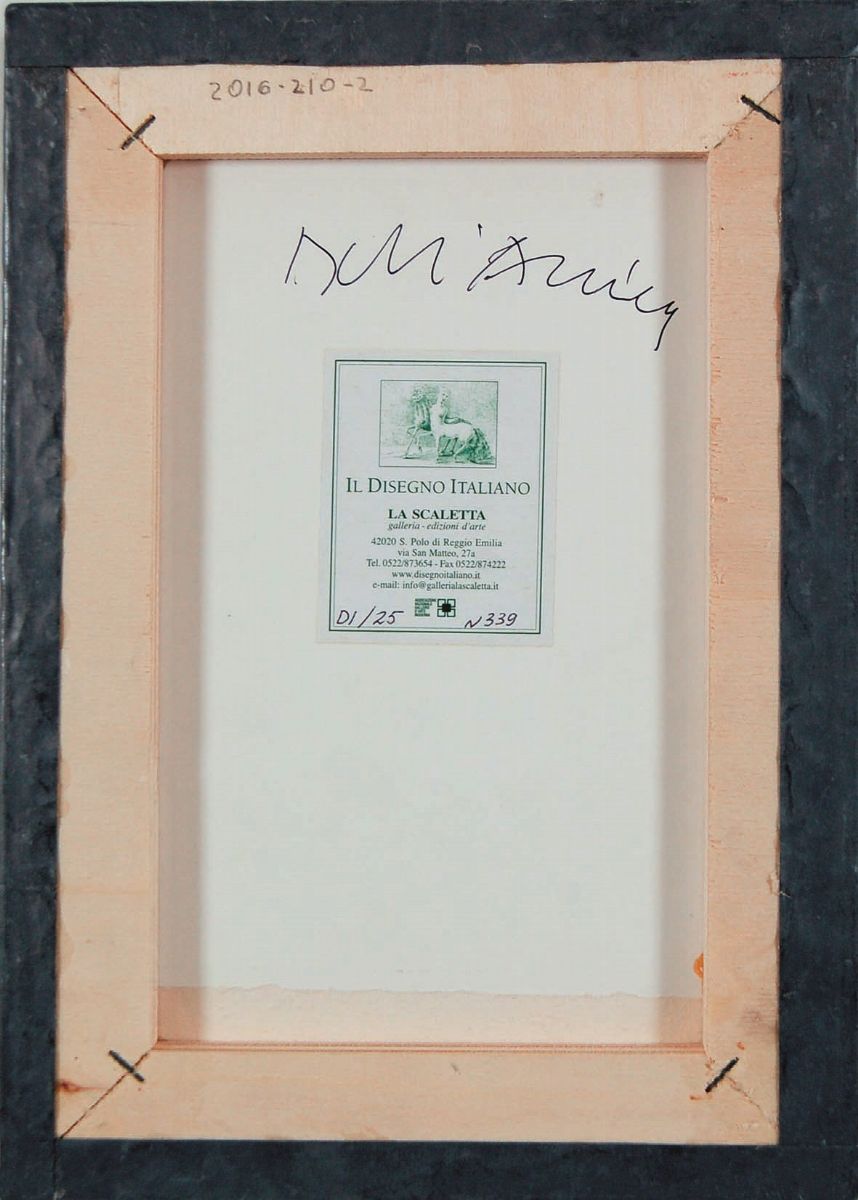 2016-210-2
IL DISEGNO ITALIANO
LA SCALETTA
galleria - edizioni d'arte
42020 S. Polo di Reggio Emilia
via San Matteo, 27a
Tel. 0522/873654 - Fax 0522/874222
www.disegnoitaliano.it
e-mail: info@gallerialascaletta.it
DI/25 N339